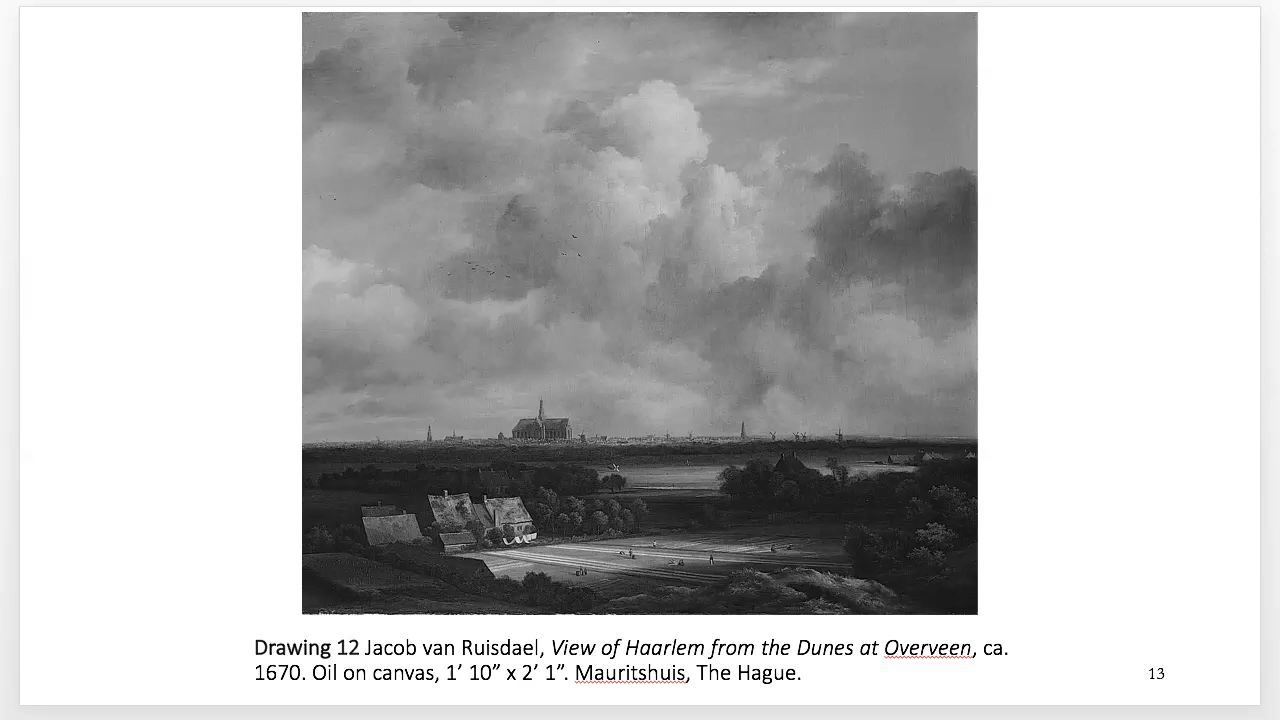 Drawing 12 Jacob van Ruisdael, View of Haarlem from the Dunes at Overveen, ca.
1670. Oil on canvas, 1’ 10” x 2’ 1”. Mauritshuis, The Hague.
13